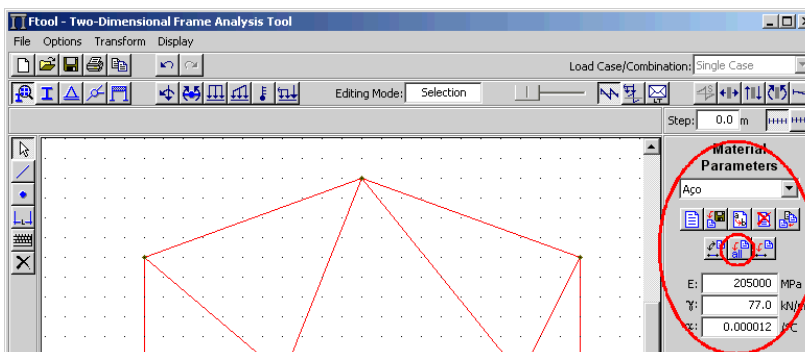 Ftool - Two-Dimensional Frame Analysis Tool
File Options Transform Display
Load Case/Combination: Single Case
Editing Mode: Selection
Step: 0.0 m
Material
Parameters
Aço
all
E: 205000 MPa
γ: 77.0 kN/m
α: 0.000012 /°C